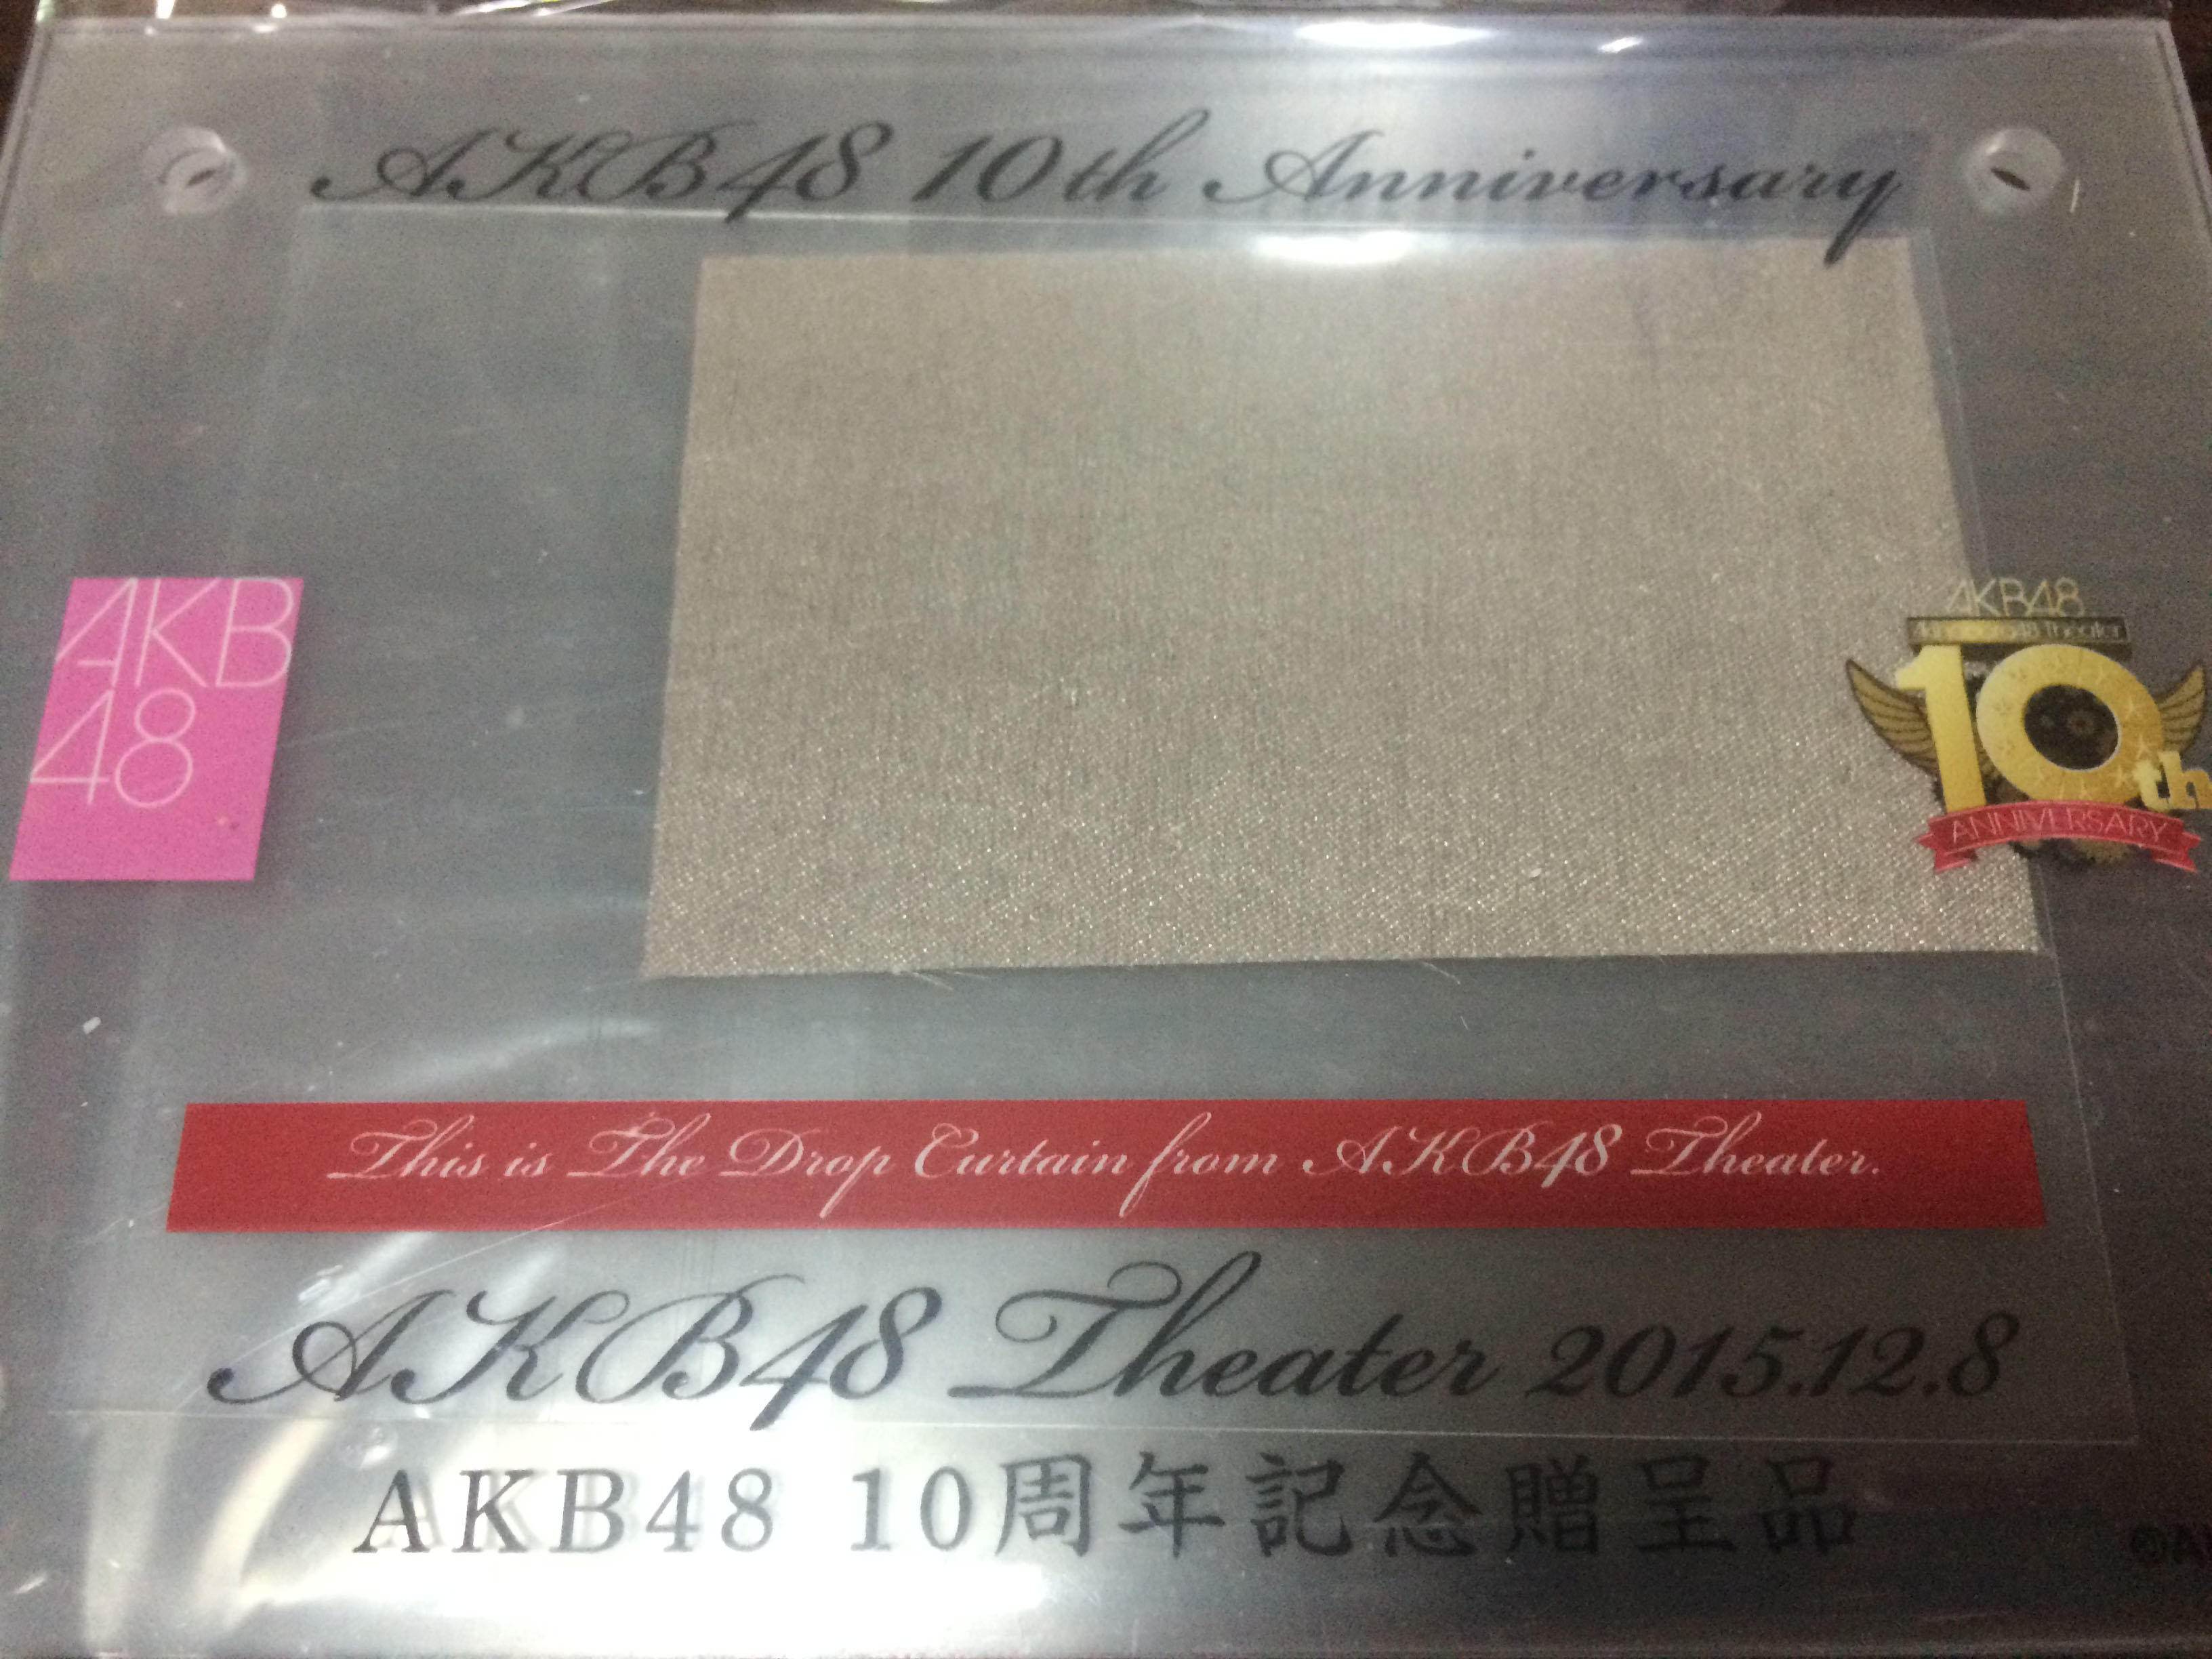 AKB48 10th Anniversary
AKB
48
AKB48
Theater
10th
ANNIVERSARY
This is The Drop Curtain from AKB48 Theater.
AKB48 Theater 2015.12.8
AKB48 10周年記念贈呈品